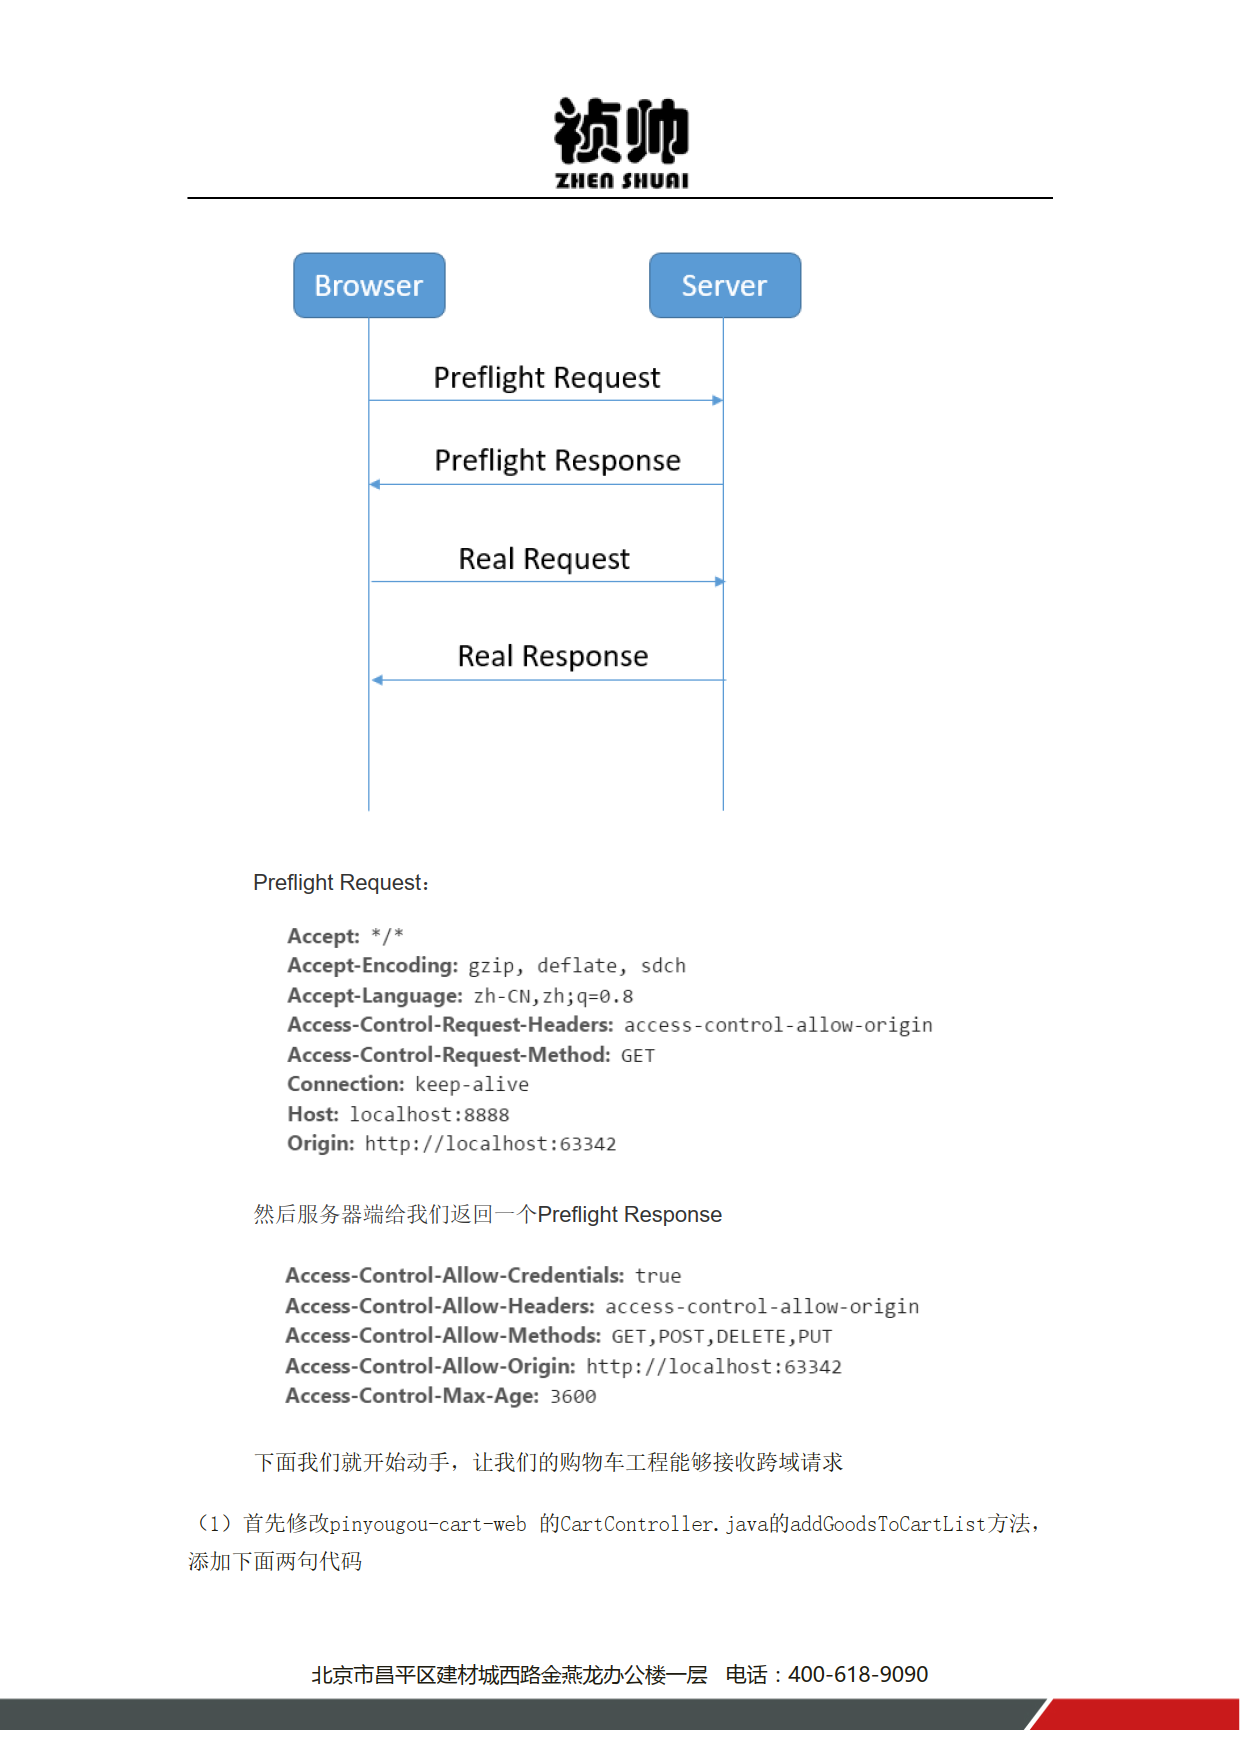 祯帅
ZHEN SHUAI
Browser
Server
Preflight Request
Preflight Response
Real Request
Real Response
Preflight Request：
Accept: */*
Accept-Encoding: gzip, deflate, sdch
Accept-Language: zh-CN,zh;q=0.8
Access-Control-Request-Headers: access-control-allow-origin
Access-Control-Request-Method: GET
Connection: keep-alive
Host: localhost:8888
Origin: http://localhost:63342
然后服务器端给我们返回一个Preflight Response
Access-Control-Allow-Credentials: true
Access-Control-Allow-Headers: access-control-allow-origin
Access-Control-Allow-Methods: GET,POST,DELETE,PUT
Access-Control-Allow-Origin: http://localhost:63342
Access-Control-Max-Age: 3600
下面我们就开始动手，让我们的购物车工程能够接收跨域请求
（1）首先修改pinyougou-cart-web 的CartController.java的addGoodsToCartList方法，
添加下面两句代码
北京市昌平区建材城西路金燕龙办公楼一层 电话：400-618-9090